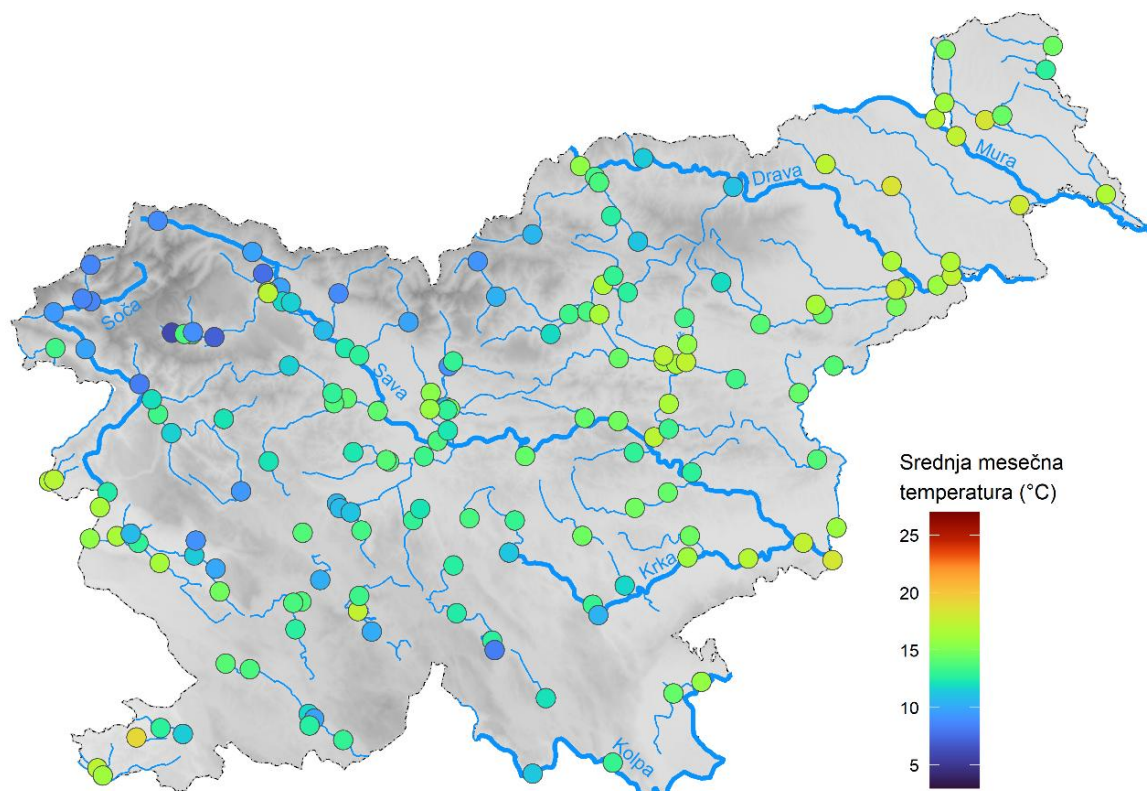 Mura
Drava
Soča
Sava
Krka
Kolpa
Srednja mesečna
temperatura (°C)
25
20
15
10
5